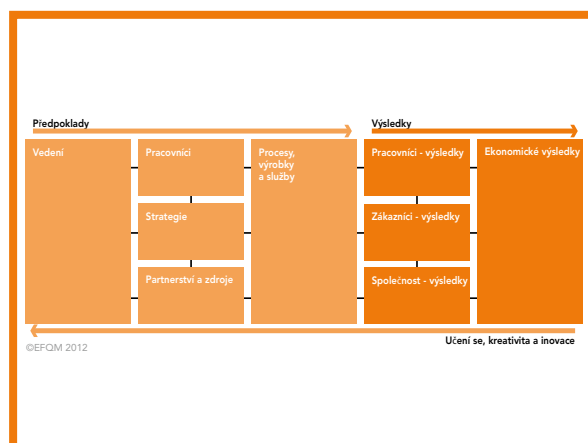 Předpoklady
Výsledky
Vedení
Pracovníci
Procesy,
výrobky
a služby
Pracovníci - výsledky
Ekonomické výsledky
Strategie
Zákazníci - výsledky
Partnerství a zdroje
Společnost - výsledky
Učení se, kreativita a inovace
©EFQM 2012